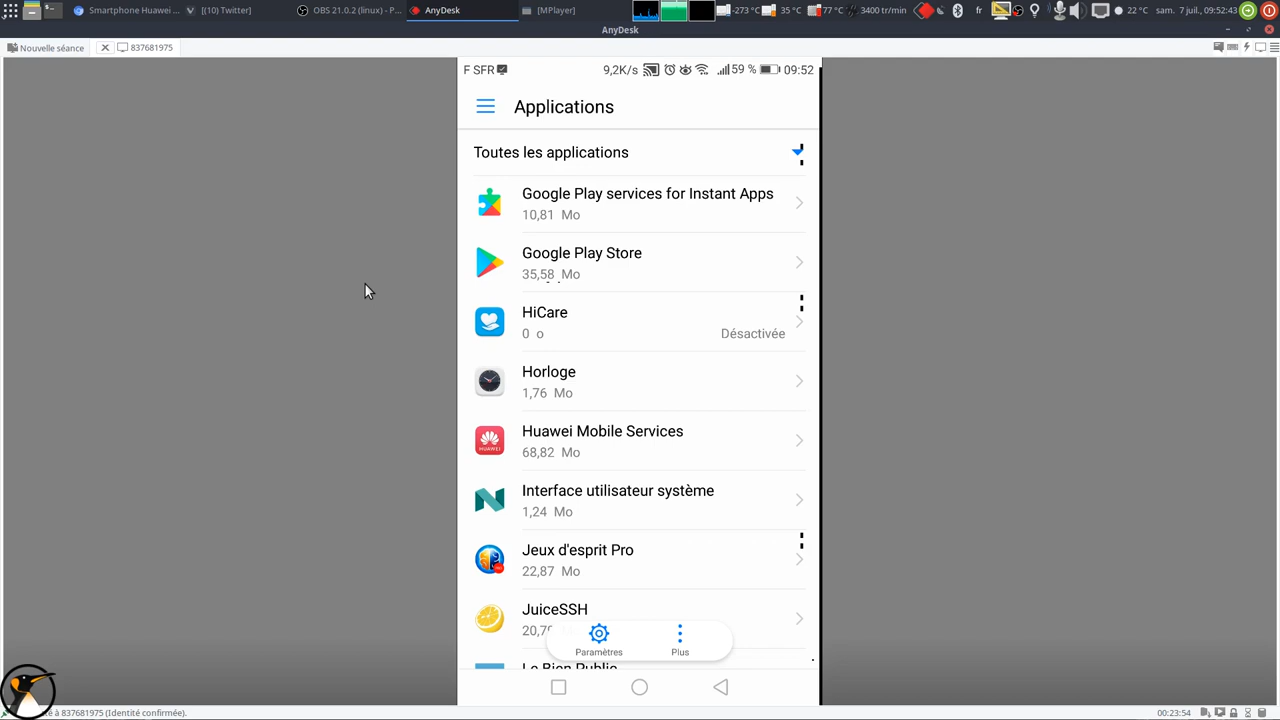 Smartphone Huawei ...
[(10) Twitter]
OBS 21.0.2 (linux) - P...
AnyDesk
[MPlayer]
-273 °C
35 °C
77 °C
3400 tr/min
fr
22 °C
sam. 7 juil, 09:52:43
AnyDesk
Nouvelle séance
837681975
F SFR
9,2K/s
59 %
09:52
Applications
Toutes les applications
Google Play services for Instant Apps
10,81 Mo
Google Play Store
35,58 Mo
HiCare
0 o
Désactivée
Horloge
1,76 Mo
HUAWEI
Huawei Mobile Services
68,82 Mo
Interface utilisateur système
1,24 Mo
Jeux d'esprit Pro
22,87 Mo
JuiceSSH
Paramètres
Plus
Le Bien Public
à 837681975 (Identité confirmée).
00:23:54